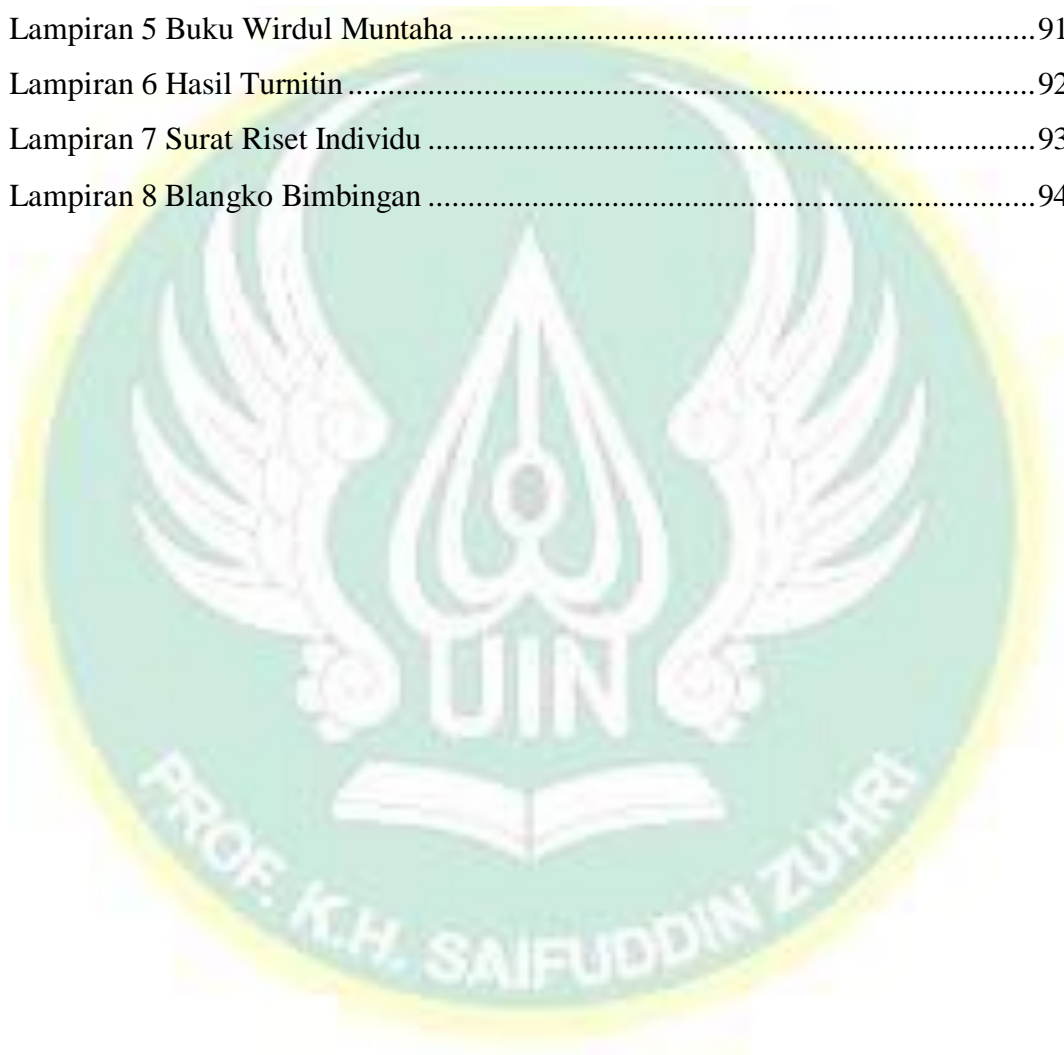 Lampiran 5 Buku Wirdul Muntaha ........................................................................... 91
Lampiran 6 Hasil Turnitin ......................................................................................... 92
Lampiran 7 Surat Riset Individu ............................................................................... 93
Lampiran 8 Blangko Bimbingan ............................................................................... 94
UIN
PROF. K.H. SAIFUDDIN ZUHRI